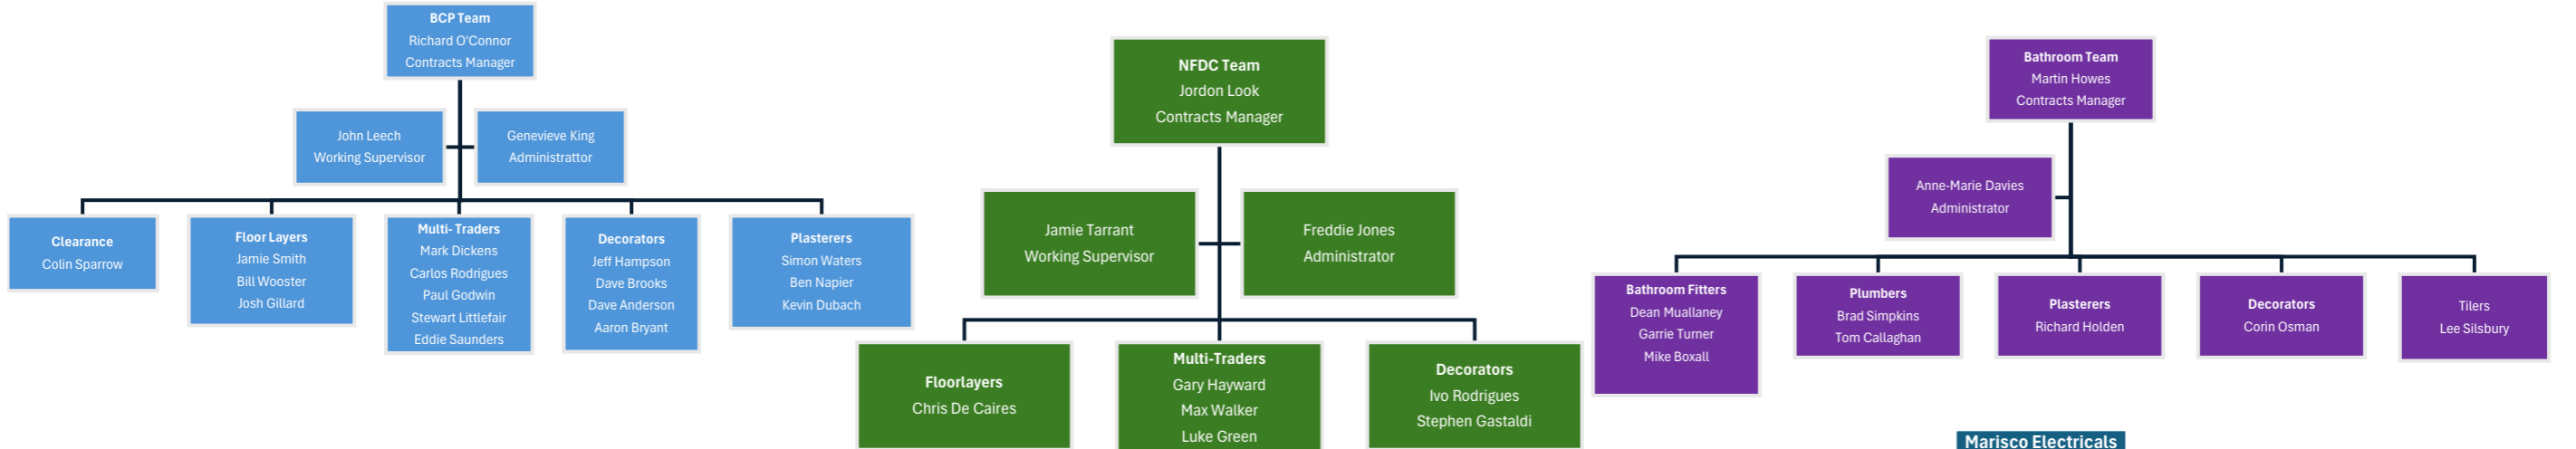 BCP Team
Richard O'Connor
Contracts Manager
John Leech
Working Supervisor
Genevieve King
Administrattor
Clearance
Colin Sparrow
Floor Layers
Jamie Smith
Bill Wooster
Josh Gillard
Multi- Traders
Mark Dickens
Carlos Rodrigues
Paul Godwin
Stewart Littlefair
Eddie Saunders
Decorators
Jeff Hampson
Dave Brooks
Dave Anderson
Aaron Bryant
Plasterers
Simon Waters
Ben Napier
Kevin Dubach
NFDC Team
Jordon Look
Contracts Manager
Jamie Tarrant
Working Supervisor
Freddie Jones
Administrator
Floorlayers
Chris De Caires
Multi-Traders
Gary Hayward
Max Walker
Luke Green
Decorators
Ivo Rodrigues
Stephen Gastaldi
Bathroom Team
Martin Howes
Contracts Manager
Anne-Marie Davies
Administrator
Bathroom Fitters
Dean Muallaney
Garrie Turner
Mike Boxall
Plumbers
Brad Simpkins
Tom Callaghan
Plasterers
Richard Holden
Decorators
Corin Osman
Tilers
Lee Silsbury
Marisco Electricals